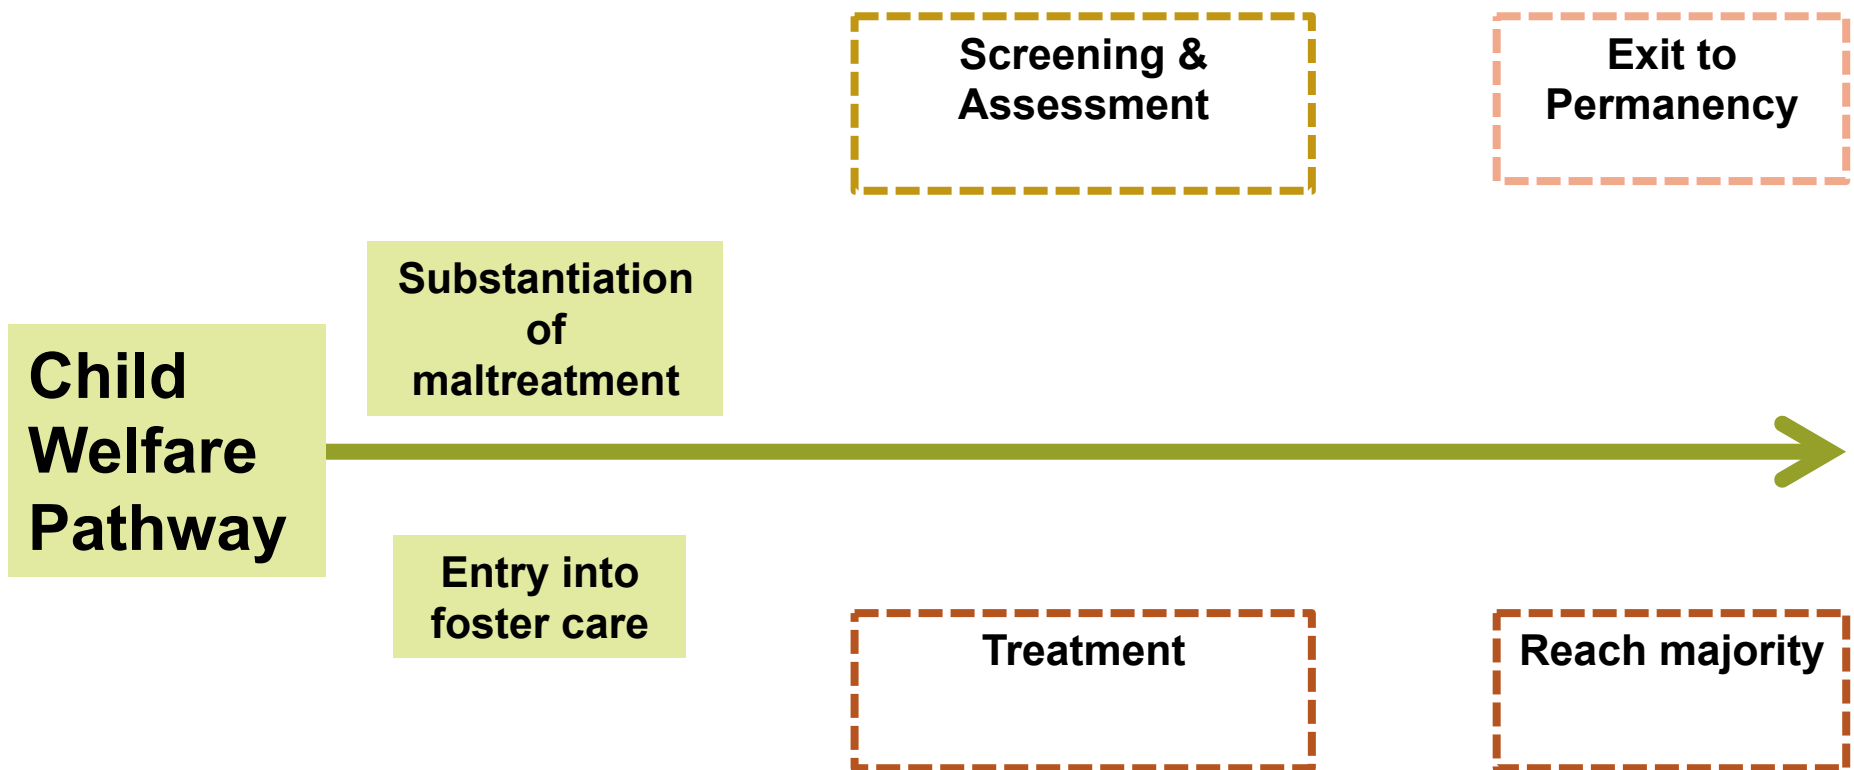 Screening &
Assessment
Exit to
Permanency
Substantiation
of
maltreatment
Child
Welfare
Pathway
Entry into
foster care
Treatment
Reach majority